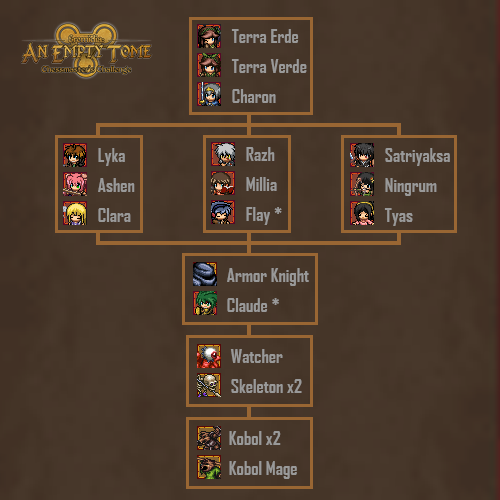 Chronicles
AN EMPTY TOME
Terra Erde
Terra Verde
Charon
Lyka
Ashen
Clara
Razh
Millia
Flay *
Satriyaksa
Ningrum
Tyas
Armor Knight
Claude *
Watcher
Skeleton x2
Kobol x2
Kobol Mage